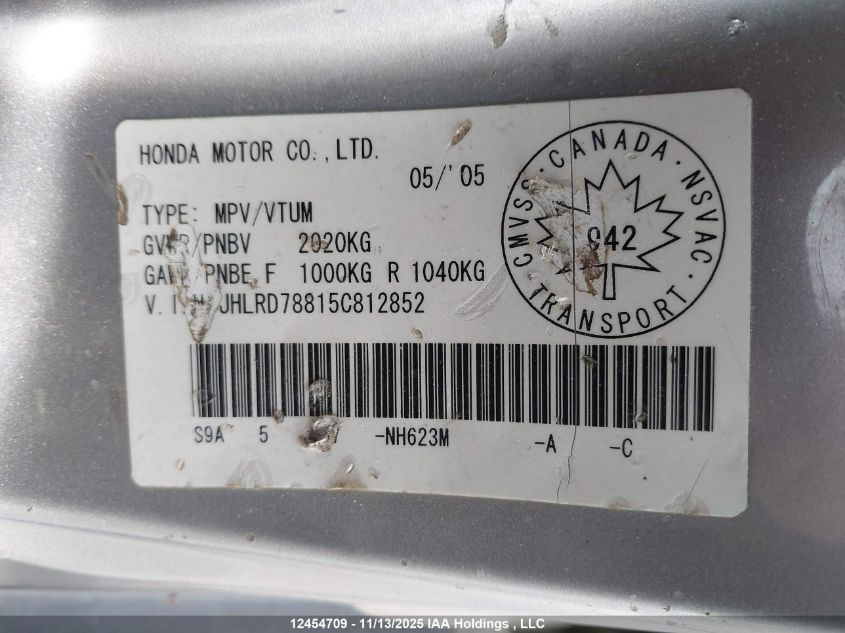 HONDA MOTOR CO.,LTD.
05/'05
TYPE: MPV/VTUM
GVWR/PNBV 2020KG
GAWR/PNBE F 1000KG R 1040KG
V.I.N. JHLRD78815C812852
S9A 5 -NH623M -A -C
CMVSS · CANADA · NSVAC · TRANSPORT
942
12454709 - 11/13/2025 IAA Holdings , LLC